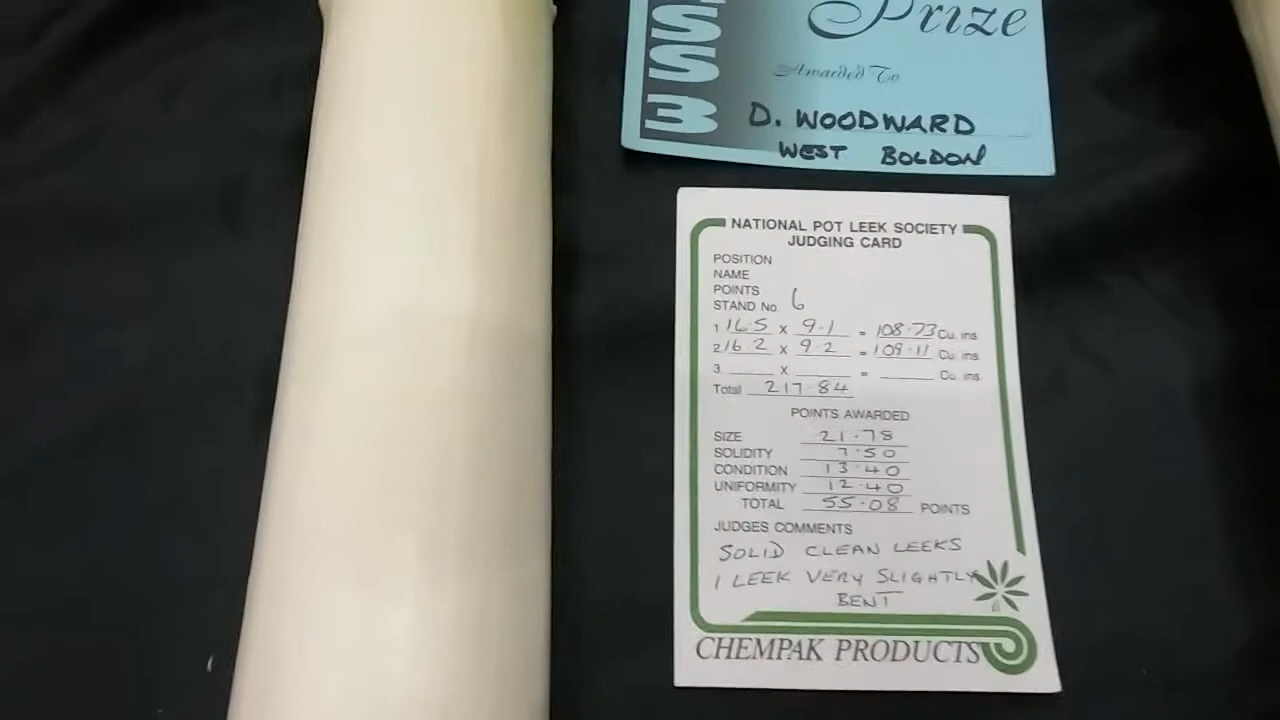 Prize
Awarded To
SS 3
D. WOODWARD
WEST BOLDON
NATIONAL POT LEEK SOCIETY
JUDGING CARD
POSITION
NAME
POINTS
STAND No. 6
1 16.5 x 9.1 = 108.73 Cu. ins.
2 16.2 x 9.2 = 109.11 Cu. ins.
3. x = Cu. ins.
Total 217.84
POINTS AWARDED
SIZE 21.78
SOLIDITY 7.50
CONDITION 13.40
UNIFORMITY 12.40
TOTAL 55.08 POINTS
JUDGES COMMENTS
SOLID CLEAN LEEKS
1 LEEK VERY SLIGHTLY
BENT
CHEMPAK PRODUCTS